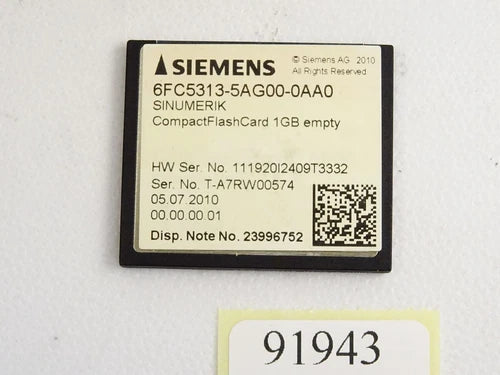 SIEMENS
© Siemens AG 2010
All Rights Reserved
6FC5313-5AG00-0AA0
SINUMERIK
CompactFlashCard 1GB empty
HW Ser. No. 111920I2409T3332
Ser. No. T-A7RW00574
05.07.2010
00.00.00.01
Disp. Note No. 23996752
91943